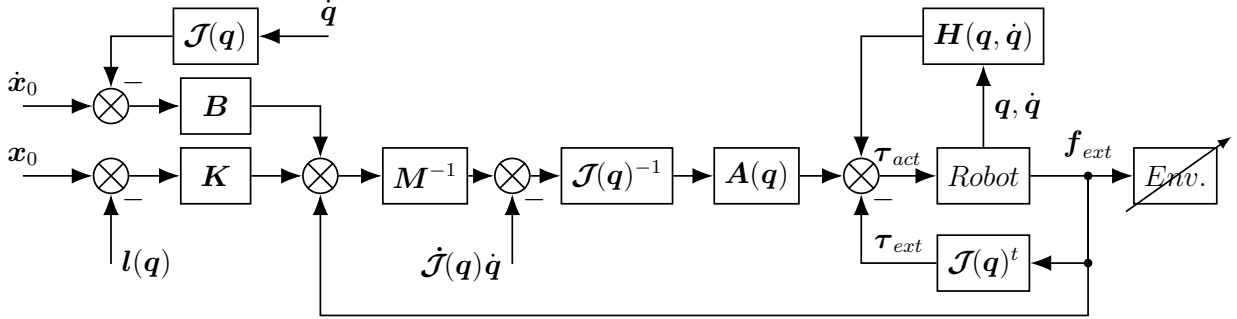 q̇
𝓙(q)
H(q, q̇)
−
ẋ₀
B
q, q̇
x₀
K
M⁻¹
𝓙(q)⁻¹
A(q)
τ_act
Robot
f_ext
Env.
−
−
−
l(q)
𝓙̇(q)q̇
τ_ext
𝓙(q)ᵗ